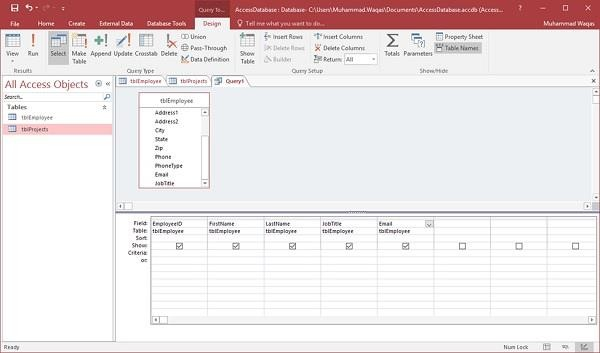 Query To...
AccessDatabase : Database- C:\Users\Muhammad.Waqas\Documents\AccessDatabase.accdb (Access...
File Home Create External Data Database Tools Design Tell me what you want to do... Muhammad Waqas
View Run Select Make Table Append Update Crosstab Delete
Union
Pass-Through
Data Definition
Show Table
Insert Rows
Delete Rows
Builder
Insert Columns
Delete Columns
Return: All
Totals Parameters
Property Sheet
Table Names
Results Query Type Query Setup Show/Hide
All Access Objects
Search...
Tables
tblEmployee
tblProjects
tblEmployee tblProjects Query1
tblEmployee
Address1
Address2
City
State
Zip
Phone
PhoneType
Email
JobTitle
Field: EmployeeID FirstName LastName JobTitle Email
Table: tblEmployee tblEmployee tblEmployee tblEmployee tblEmployee
Sort:
Show:
Criteria:
or:
Ready Num Lock